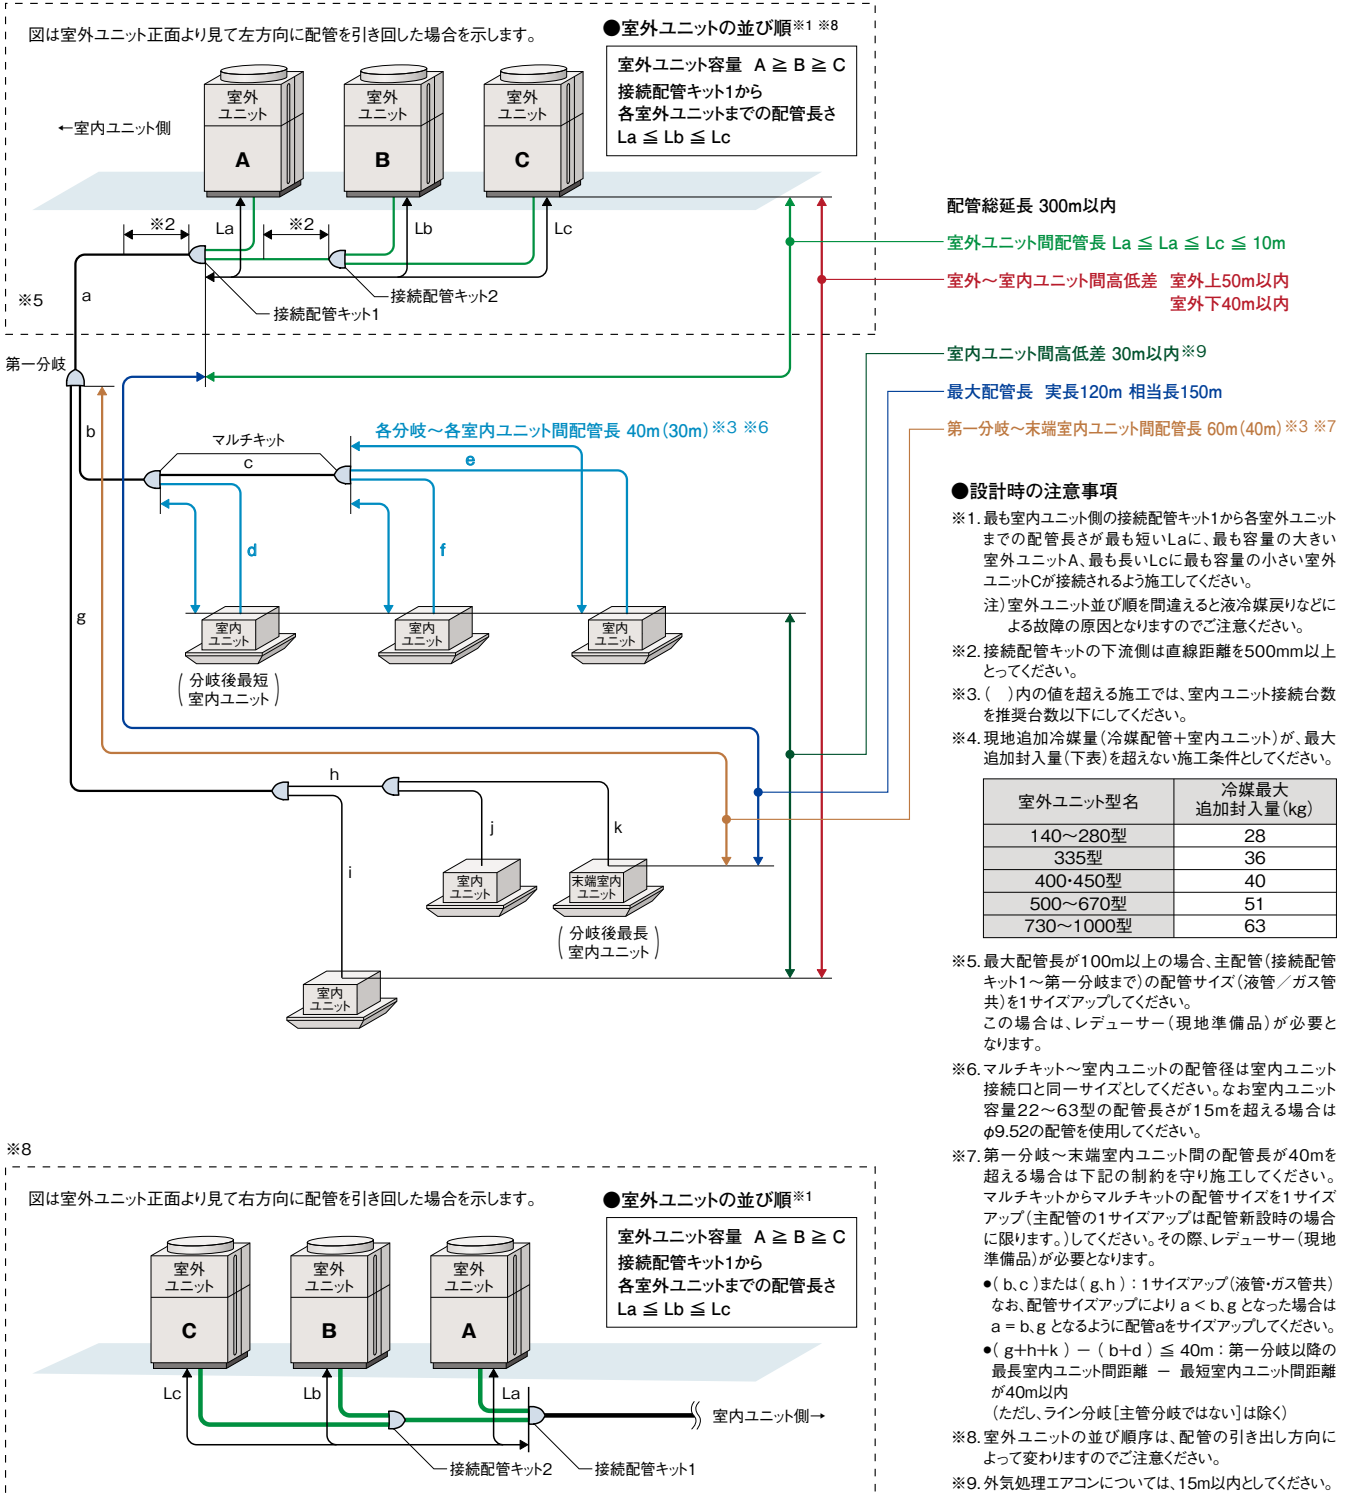 図は室外ユニット正面より見て左方向に配管を引き回した場合を示します。
●室外ユニットの並び順※1 ※8
室外ユニット容量 A ≧ B ≧ C
接続配管キット1から
各室外ユニットまでの配管長さ
La ≦ Lb ≦ Lc
←室内ユニット側
室外
ユニット
A
室外
ユニット
B
室外
ユニット
C
※2
La
※2
Lb
Lc
a
※5
接続配管キット2
接続配管キット1
第一分岐
配管総延長 300m以内
室外ユニット間配管長 La ≦ La ≦ Lc ≦ 10m
室外～室内ユニット間高低差 室外上50m以内
室外下40m以内
室内ユニット間高低差 30m以内※9
最大配管長 実長120m 相当長150m
第一分岐～末端室内ユニット間配管長 60m(40m)※3 ※7
b
マルチキット
c
各分岐～各室内ユニット間配管長 40m(30m)※3 ※6
e
d
f
g
室内
ユニット
室内
ユニット
室内
ユニット
(分岐後最短
室内ユニット)
h
i
j
k
室内
ユニット
末端室内
ユニット
(分岐後最長
室内ユニット)
室内
ユニット
●設計時の注意事項
※1.最も室内ユニット側の接続配管キット1から各室外ユニット
までの配管長さが最も短いLaに、最も容量の大きい
室外ユニットA、最も長いLcに最も容量の小さい室外
ユニットCが接続されるよう施工してください。
注)室外ユニット並び順を間違えると液冷媒戻りなどに
よる故障の原因となりますのでご注意ください。
※2.接続配管キットの下流側は直線距離を500mm以上
とってください。
※3.( )内の値を超える施工では、室内ユニット接続台数
を推奨台数以下にしてください。
※4.現地追加冷媒量(冷媒配管＋室内ユニット)が、最大
追加封入量(下表)を超えない施工条件としてください。
室外ユニット型名 冷媒最大
追加封入量(kg)
140～280型 28
335型 36
400・450型 40
500～670型 51
730～1000型 63
※5.最大配管長が100m以上の場合、主配管(接続配管
キット1～第一分岐まで)の配管サイズ(液管／ガス管
共)を1サイズアップしてください。
この場合は、レデューサー(現地準備品)が必要と
なります。
※6.マルチキット～室内ユニットの配管径は室内ユニット
接続口と同一サイズとしてください。なお室内ユニット
容量22～63型の配管長さが15mを超える場合は
φ9.52の配管を使用してください。
※7.第一分岐～末端室内ユニット間の配管長が40mを
超える場合は下記の制約を守り施工してください。
マルチキットからマルチキットの配管サイズを1サイズ
アップ(主配管の1サイズアップは配管新設時の場合
に限ります。)してください。その際、レデューサー(現地
準備品)が必要となります。
●( b,c )または( g,h )：1サイズアップ(液管・ガス管共)
なお、配管サイズアップにより a < b,g となった場合は
a = b,g となるように配管aをサイズアップしてください。
●( g+h+k ) － ( b+d ) ≦ 40m：第一分岐以降の
最長室内ユニット間距離 － 最短室内ユニット間距離
が40m以内
(ただし、ライン分岐[主管分岐ではない]は除く)
※8.室外ユニットの並び順序は、配管の引き出し方向に
よって変わりますのでご注意ください。
※9.外気処理エアコンについては、15m以内としてください。
※8
図は室外ユニット正面より見て右方向に配管を引き回した場合を示します。
●室外ユニットの並び順※1
室外ユニット容量 A ≧ B ≧ C
接続配管キット1から
各室外ユニットまでの配管長さ
La ≦ Lb ≦ Lc
室外
ユニット
C
室外
ユニット
B
室外
ユニット
A
Lc
Lb
La
室内ユニット側→
接続配管キット2
接続配管キット1